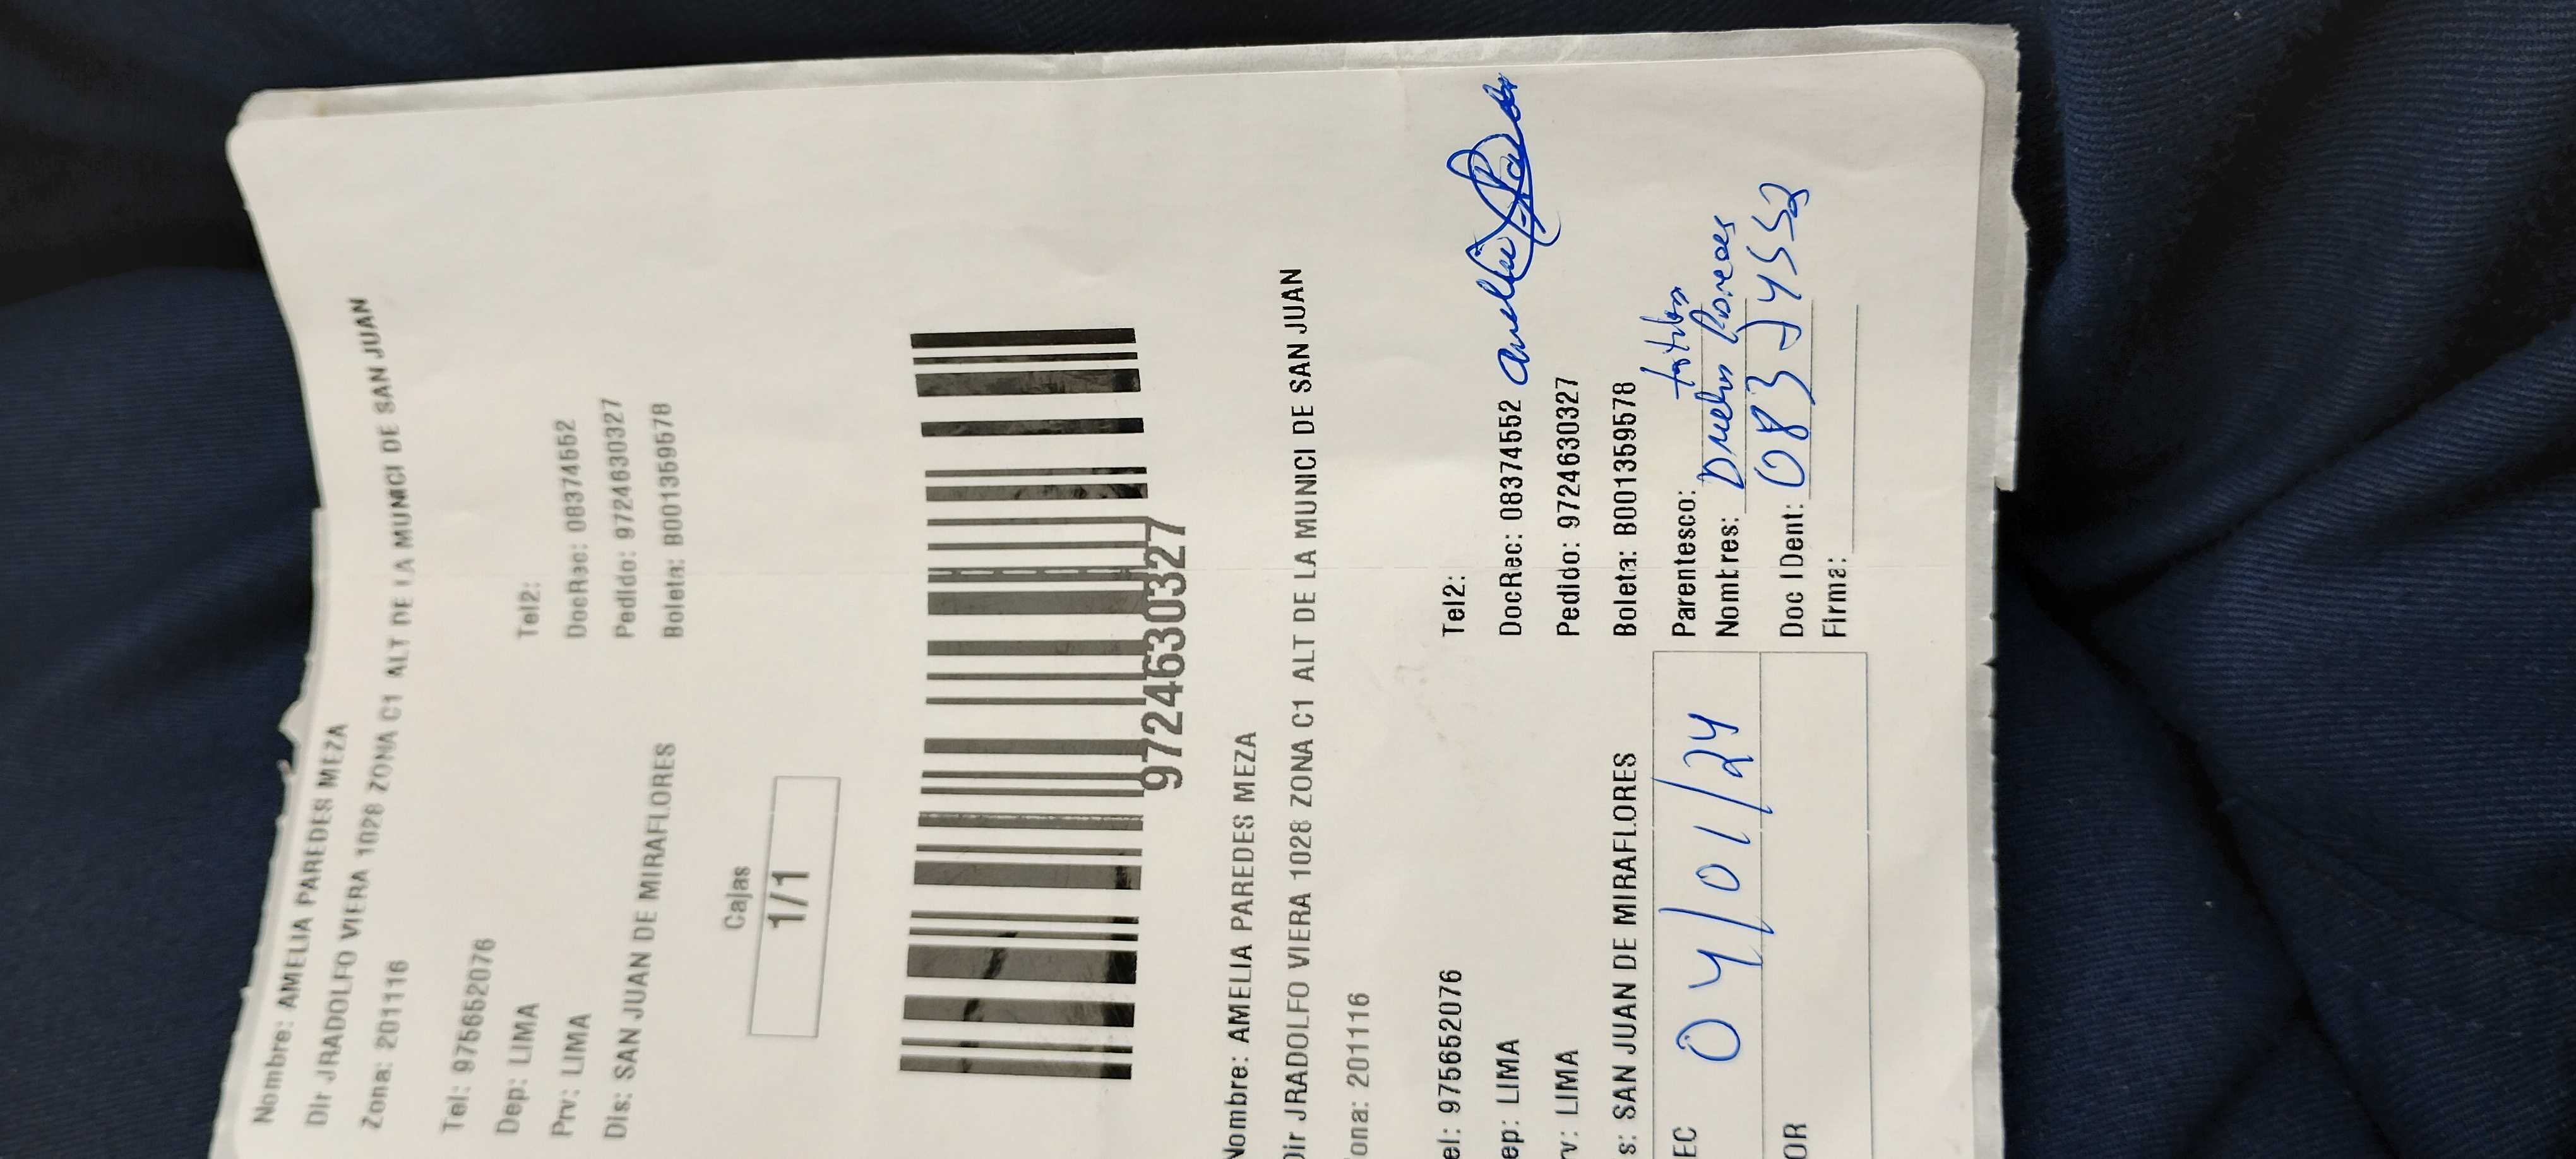 Nombre: AMELIA PAREDES MEZA
Dir JRADOLFO VIERA 1028 ZONA C1 ALT DE LA MUNICI DE SAN JUAN
Zona: 201116
Tel: 975652076 Tel2:
Dep: LIMA DocRec: 08374552
Prv: LIMA Pedido: 9724630327
Dis: SAN JUAN DE MIRAFLORES Boleta: B001359578
Cajas
1/1
9724630327
Nombre: AMELIA PAREDES MEZA
Dir JRADOLFO VIERA 1028 ZONA C1 ALT DE LA MUNICI DE SAN JUAN
ona: 201116
el: 975652076 Tel2:
ep: LIMA DocRec: 08374552
rv: LIMA Pedido: 9724630327
s: SAN JUAN DE MIRAFLORES Boleta: B001359578
EC 04/01/24 Parentesco:
Nombres:
Doc IDent: 08374552
OR Firma: